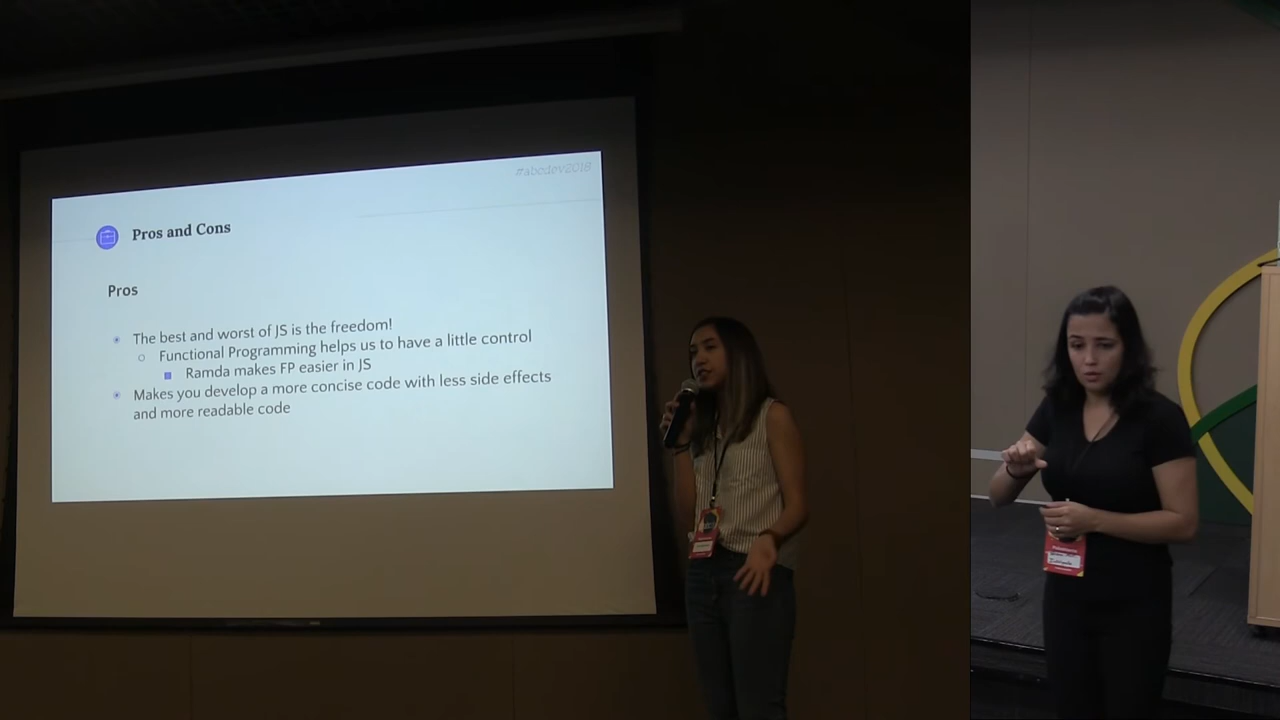 #abcdev2018
Pros and Cons
Pros
The best and worst of JS is the freedom!
Functional Programming helps us to have a little control
Ramda makes FP easier in JS
Makes you develop a more concise code with less side effects
and more readable code